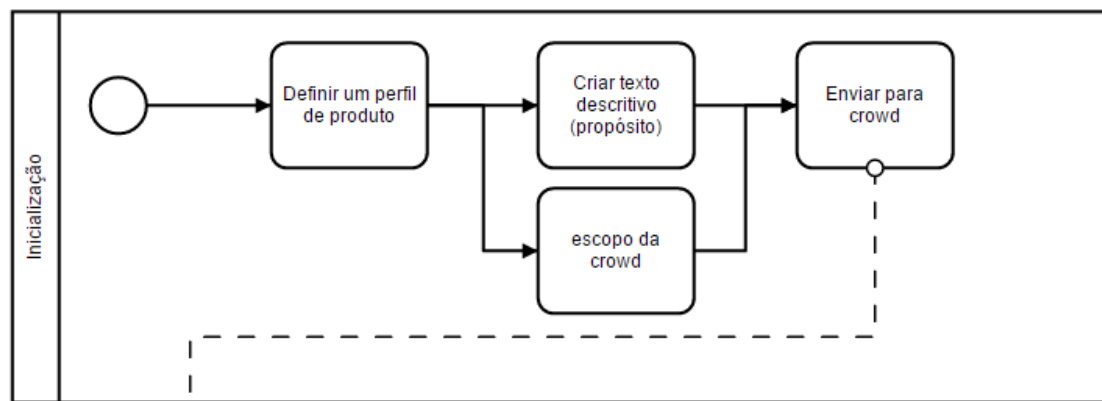 Inicialização
Definir um perfil
de produto
Criar texto
descritivo
(propósito)
Enviar para
crowd
escopo da
crowd